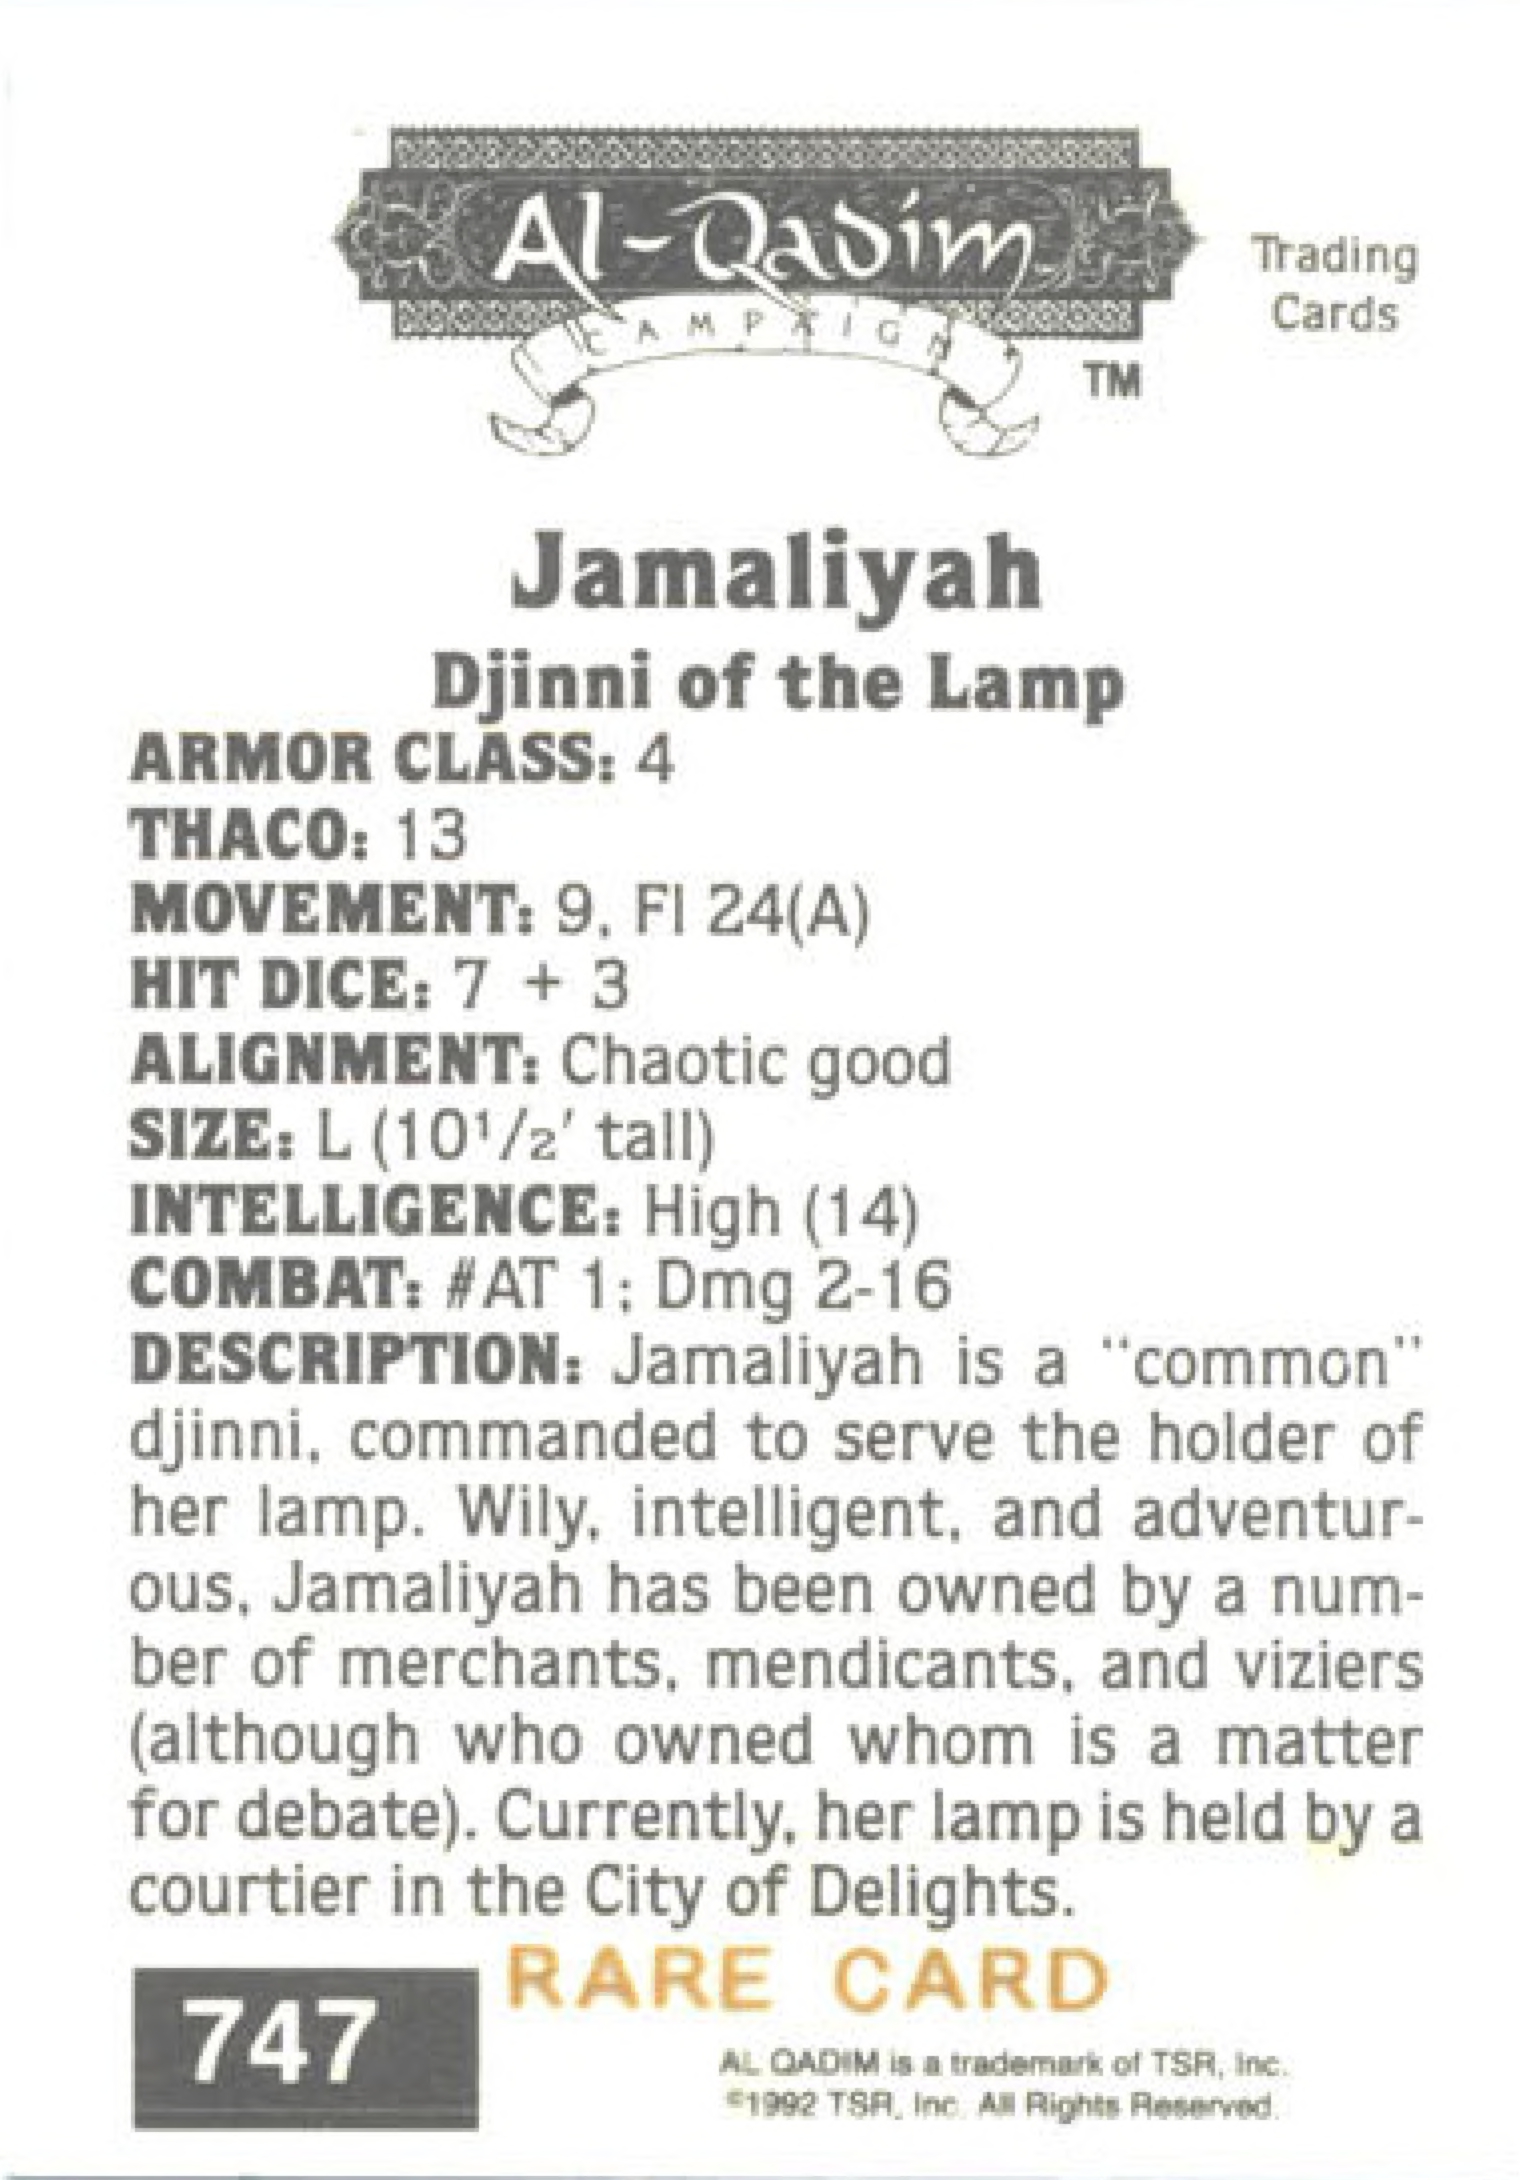 Al-Qadim
CAMPAIGN
TM
Trading
Cards
Jamaliyah
Djinni of the Lamp
ARMOR CLASS: 4
THACO: 13
MOVEMENT: 9, Fl 24(A)
HIT DICE: 7 + 3
ALIGNMENT: Chaotic good
SIZE: L (10¹/₂' tall)
INTELLIGENCE: High (14)
COMBAT: #AT 1; Dmg 2-16
DESCRIPTION: Jamaliyah is a "common"
djinni, commanded to serve the holder of
her lamp. Wily, intelligent, and adventur-
ous, Jamaliyah has been owned by a num-
ber of merchants, mendicants, and viziers
(although who owned whom is a matter
for debate). Currently, her lamp is held by a
courtier in the City of Delights.
RARE CARD
747
AL QADIM is a trademark of TSR, Inc.
©1992 TSR, Inc. All Rights Reserved.